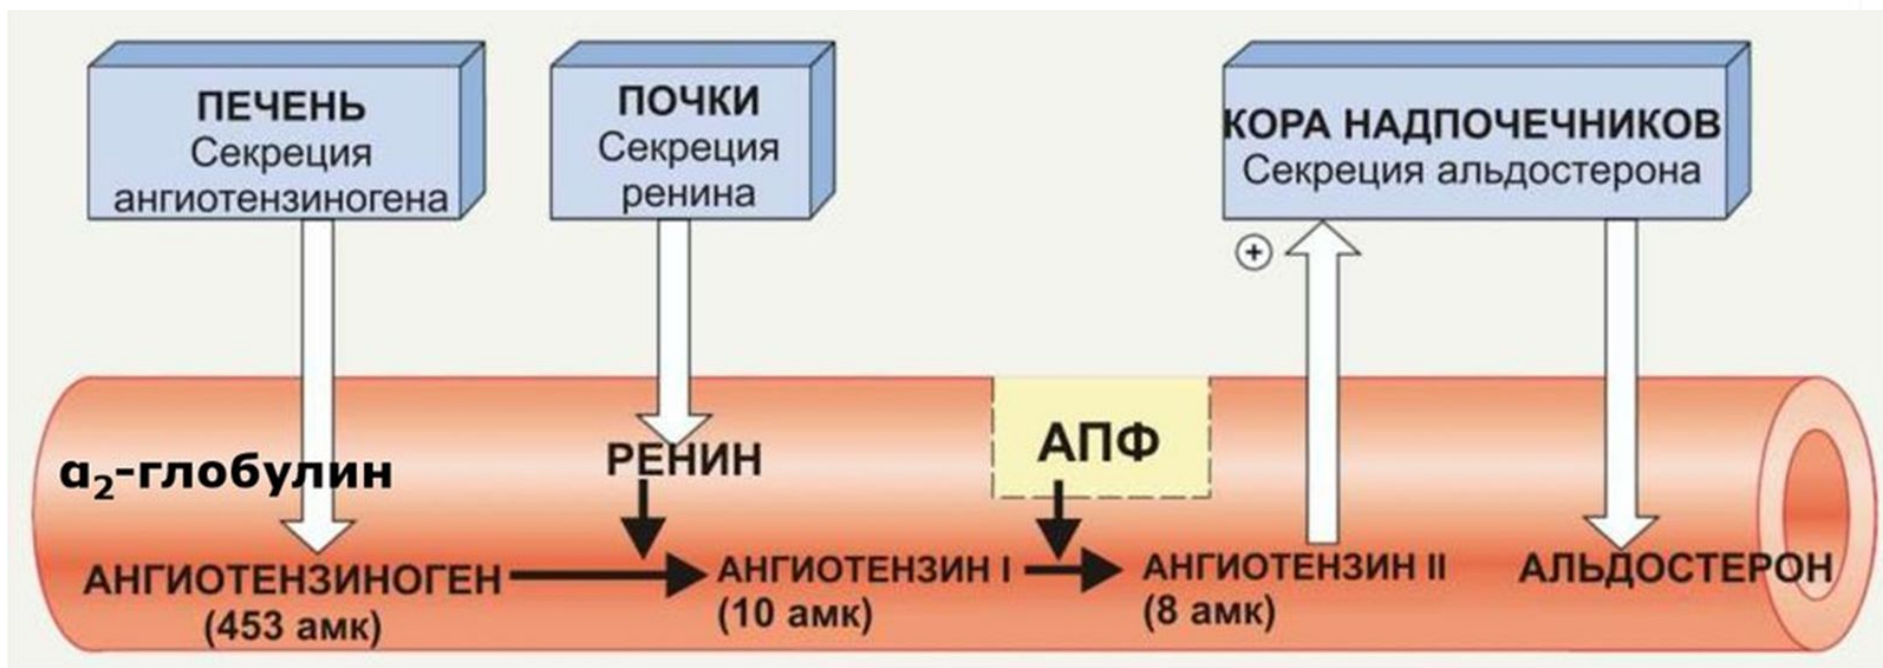 ПЕЧЕНЬ
Секреция
ангиотензиногена
ПОЧКИ
Секреция
ренина
КОРА НАДПОЧЕЧНИКОВ
Секреция альдостерона
+
α₂-глобулин
РЕНИН
АПФ
АНГИОТЕНЗИНОГЕН
(453 амк)
АНГИОТЕНЗИН I
(10 амк)
АНГИОТЕНЗИН II
(8 амк)
АЛЬДОСТЕРОН